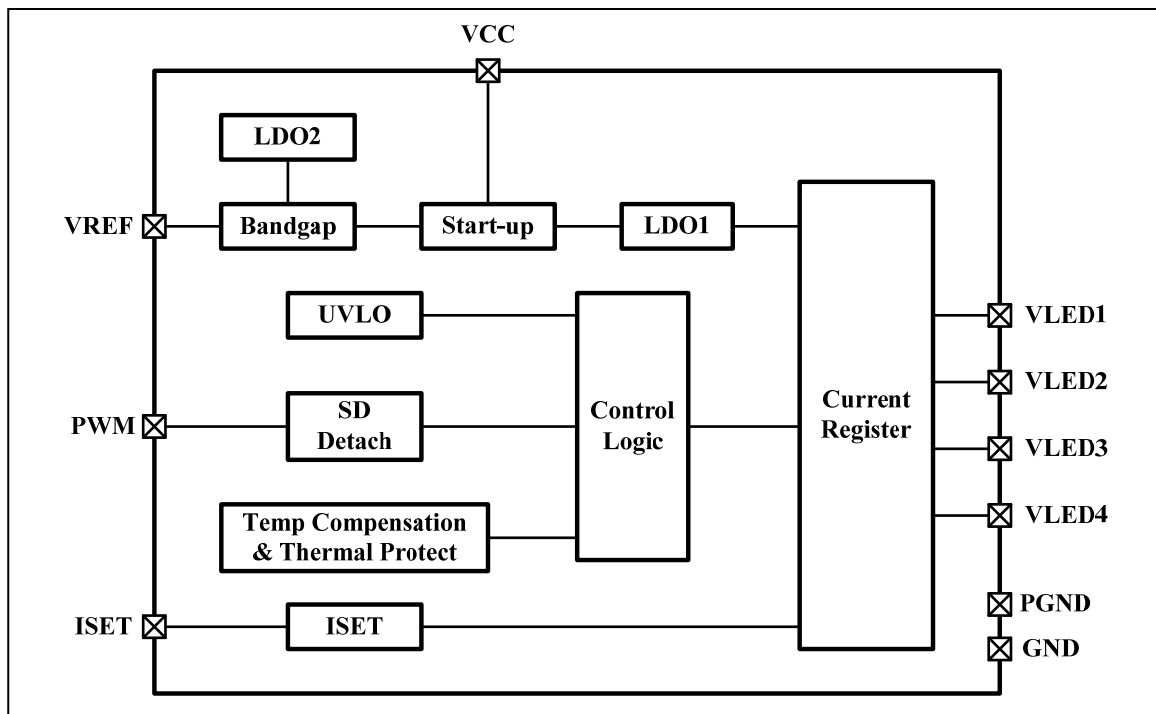 VCC
LDO2
VREF
Bandgap
Start-up
LDO1
UVLO
VLED1
VLED2
PWM
SD
Detach
Control
Logic
Current
Register
VLED3
VLED4
Temp Compensation
& Thermal Protect
PGND
ISET
ISET
GND